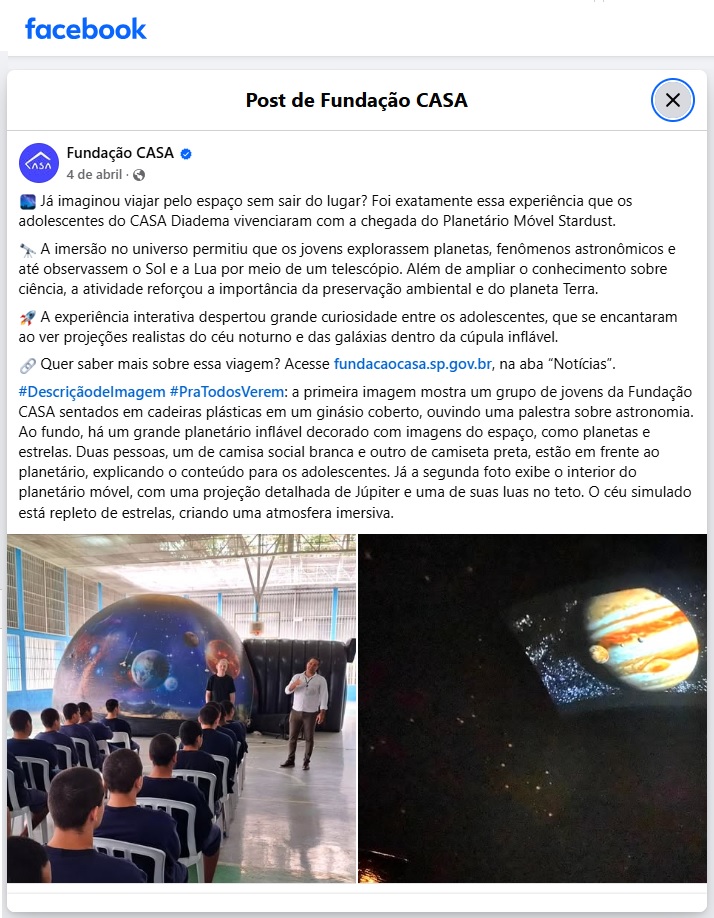 facebook
Post de Fundação CASA
CASA
Fundação CASA
4 de abril ·
Já imaginou viajar pelo espaço sem sair do lugar? Foi exatamente essa experiência que os
adolescentes do CASA Diadema vivenciaram com a chegada do Planetário Móvel Stardust.
A imersão no universo permitiu que os jovens explorassem planetas, fenômenos astronômicos e
até observassem o Sol e a Lua por meio de um telescópio. Além de ampliar o conhecimento sobre
ciência, a atividade reforçou a importância da preservação ambiental e do planeta Terra.
A experiência interativa despertou grande curiosidade entre os adolescentes, que se encantaram
ao ver projeções realistas do céu noturno e das galáxias dentro da cúpula inflável.
Quer saber mais sobre essa viagem? Acesse fundacaocasa.sp.gov.br, na aba “Notícias”.
#DescriçãodeImagem #PraTodosVerem: a primeira imagem mostra um grupo de jovens da Fundação
CASA sentados em cadeiras plásticas em um ginásio coberto, ouvindo uma palestra sobre astronomia.
Ao fundo, há um grande planetário inflável decorado com imagens do espaço, como planetas e
estrelas. Duas pessoas, um de camisa social branca e outro de camiseta preta, estão em frente ao
planetário, explicando o conteúdo para os adolescentes. Já a segunda foto exibe o interior do
planetário móvel, com uma projeção detalhada de Júpiter e uma de suas luas no teto. O céu simulado
está repleto de estrelas, criando uma atmosfera imersiva.